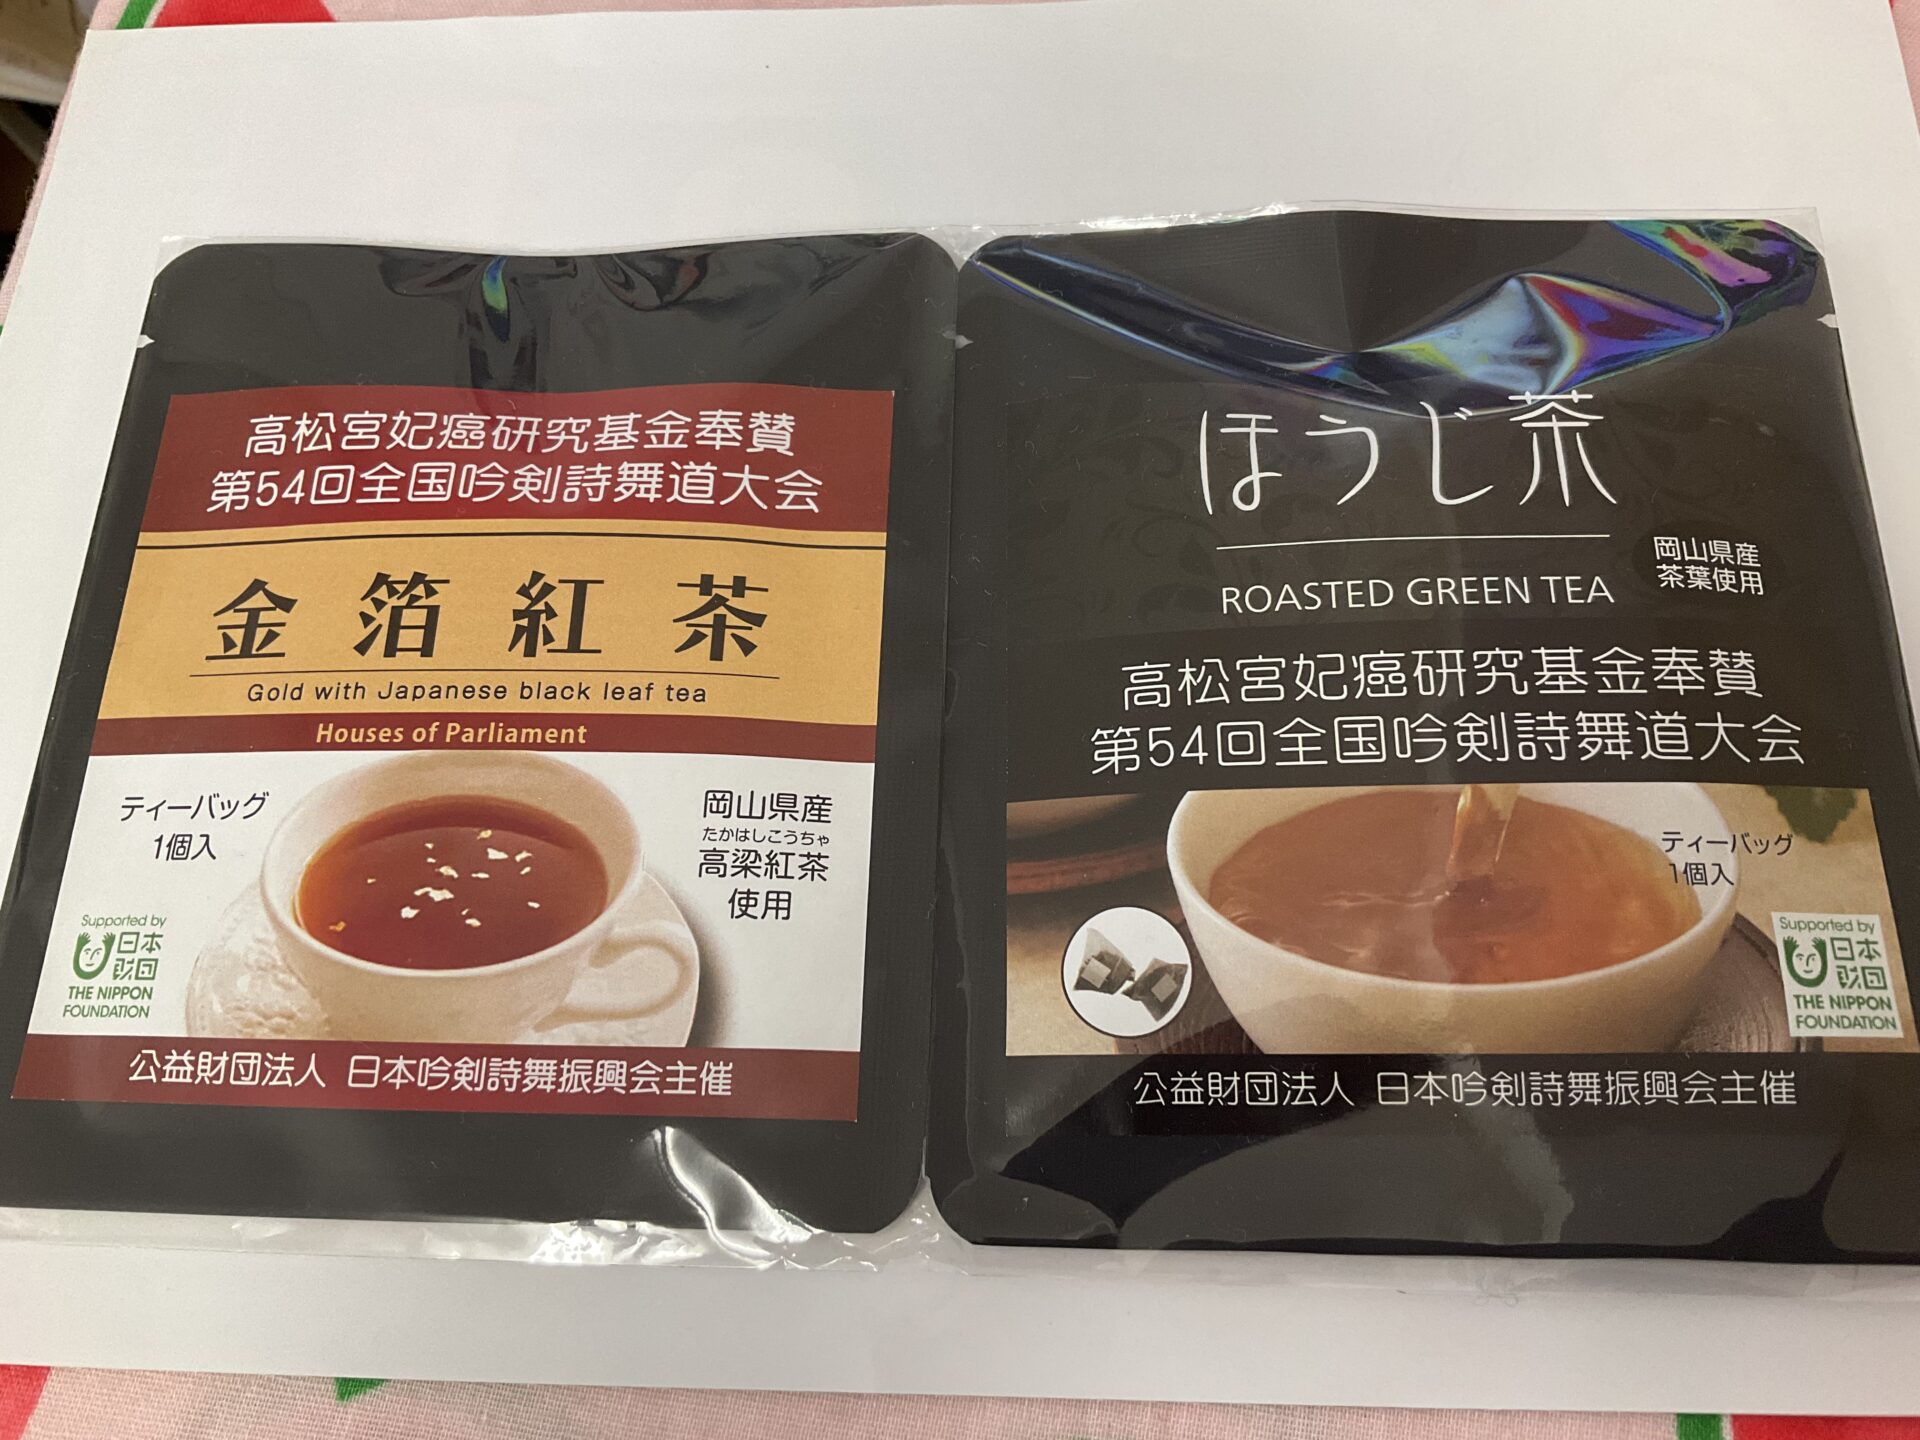 高松宮妃癌研究基金奉賛
第54回全国吟剣詩舞道大会
金箔紅茶
Gold with Japanese black leaf tea
Houses of Parliament
ティーバッグ
1個入
岡山県産
たかはしこうちゃ
高梁紅茶
使用
Supported by
日本
財団
THE NIPPON
FOUNDATION
公益財団法人 日本吟剣詩舞振興会主催
ほうじ茶
ROASTED GREEN TEA
岡山県産
茶葉使用
高松宮妃癌研究基金奉賛
第54回全国吟剣詩舞道大会
ティーバッグ
1個入
Supported by
日本
財団
THE NIPPON
FOUNDATION
公益財団法人 日本吟剣詩舞振興会主催